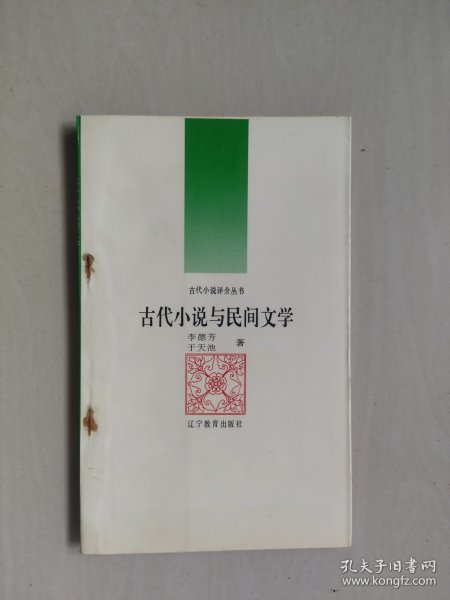 古代小说评介丛书
古代小说与民间文学
李德芳
于天池 著
辽宁教育出版社
孔夫子旧书网
www.kongfz.com